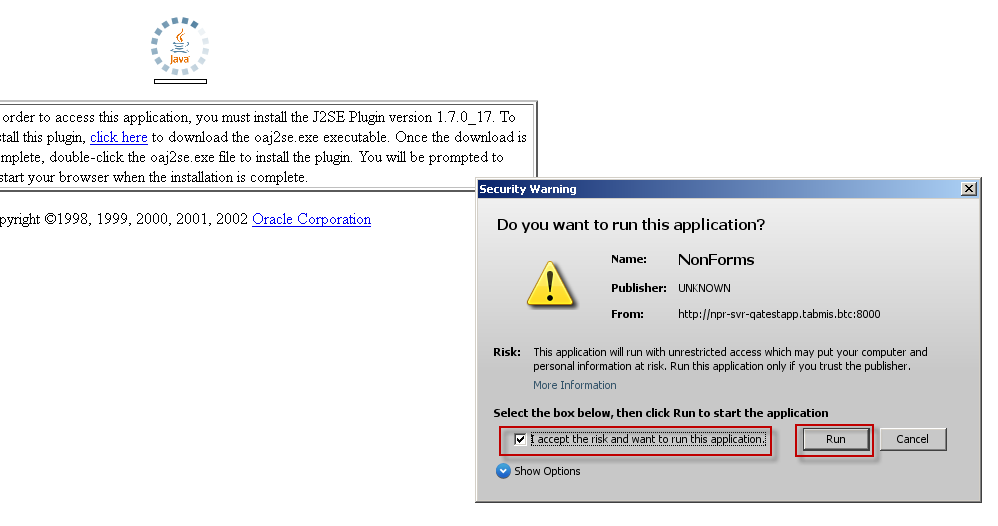 Java
order to access this application, you must install the J2SE Plugin version 1.7.0_17. To
stall this plugin, click here to download the oaj2se.exe executable. Once the download is
mplete, double-click the oaj2se.exe file to install the plugin. You will be prompted to
start your browser when the installation is complete.
pyright ©1998, 1999, 2000, 2001, 2002 Oracle Corporation
Security Warning
Do you want to run this application?
Name: NonForms
Publisher: UNKNOWN
From: http://npr-svr-qatestapp.tabmis.btc:8000
Risk: This application will run with unrestricted access which may put your computer and
personal information at risk. Run this application only if you trust the publisher.
More Information
Select the box below, then click Run to start the application
I accept the risk and want to run this application. Run Cancel
Show Options